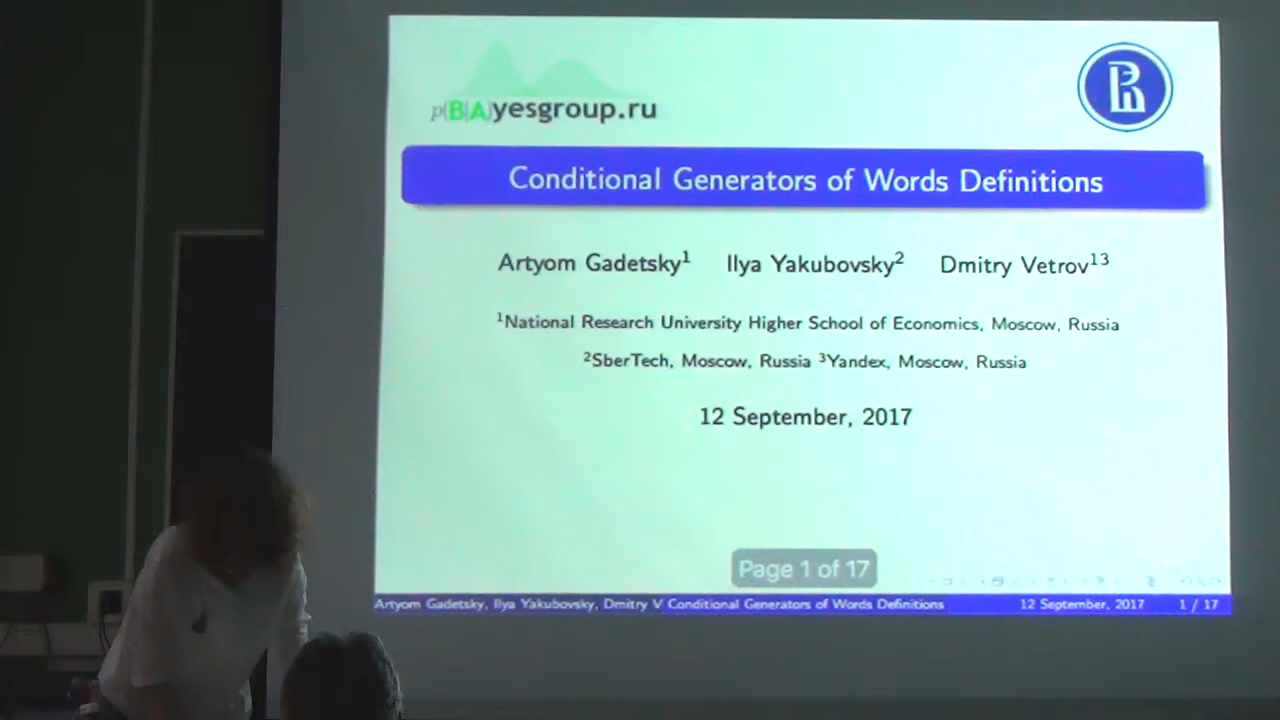 p(B|A)yesgroup.ru
Conditional Generators of Words Definitions
Artyom Gadetsky¹ Ilya Yakubovsky² Dmitry Vetrov¹³
¹National Research University Higher School of Economics, Moscow, Russia
²SberTech, Moscow, Russia ³Yandex, Moscow, Russia
12 September, 2017
Page 1 of 17
Artyom Gadetsky, Ilya Yakubovsky, Dmitry V Conditional Generators of Words Definitions 12 September, 2017 1 / 17